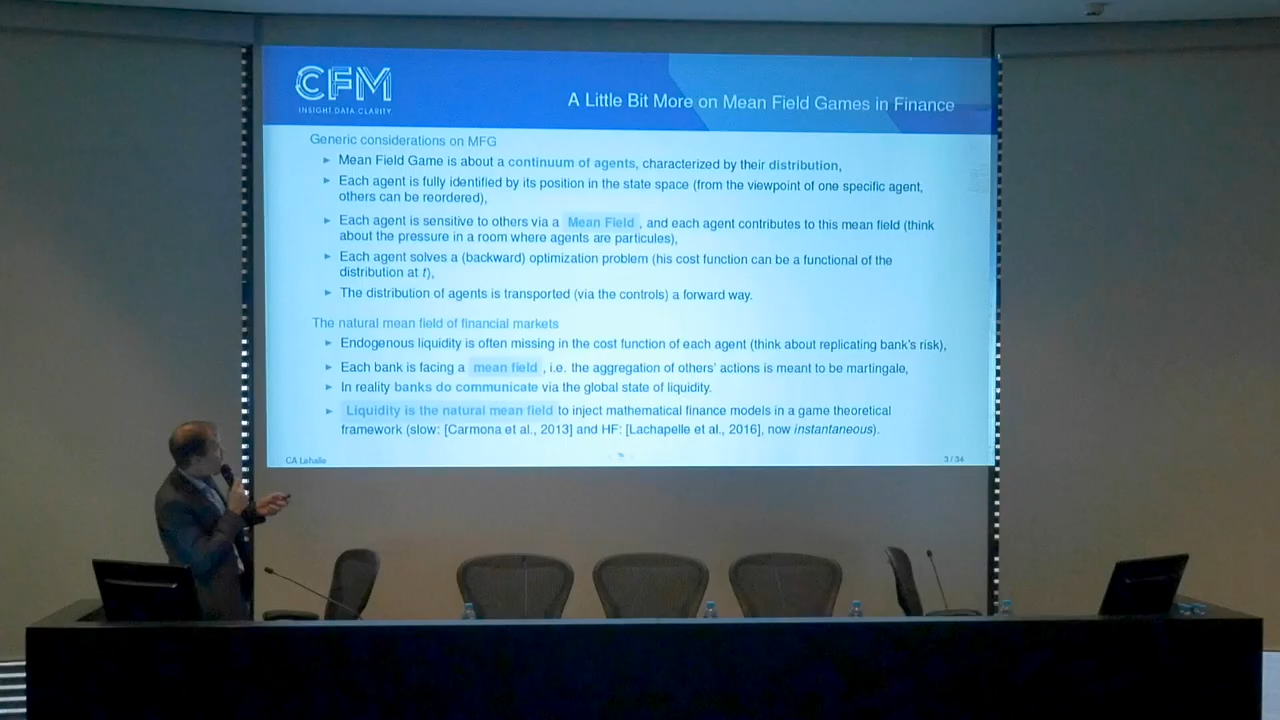 CFM
INSIGHT.DATA.CLARITY
A Little Bit More on Mean Field Games in Finance
Generic considerations on MFG
► Mean Field Game is about a continuum of agents, characterized by their distribution,
► Each agent is fully identified by its position in the state space (from the viewpoint of one specific agent,
others can be reordered),
► Each agent is sensitive to others via a Mean Field , and each agent contributes to this mean field (think
about the pressure in a room where agents are particules),
► Each agent solves a (backward) optimization problem (his cost function can be a functional of the
distribution at t),
► The distribution of agents is transported (via the controls) a forward way.
The natural mean field of financial markets
► Endogenous liquidity is often missing in the cost function of each agent (think about replicating bank's risk),
► Each bank is facing a mean field , i.e. the aggregation of others' actions is meant to be martingale,
► In reality banks do communicate via the global state of liquidity.
► Liquidity is the natural mean field to inject mathematical finance models in a game theoretical
framework (slow: [Carmona et al., 2013] and HF: [Lachapelle et al., 2016], now instantaneous).
CA Lehalle
3 / 34